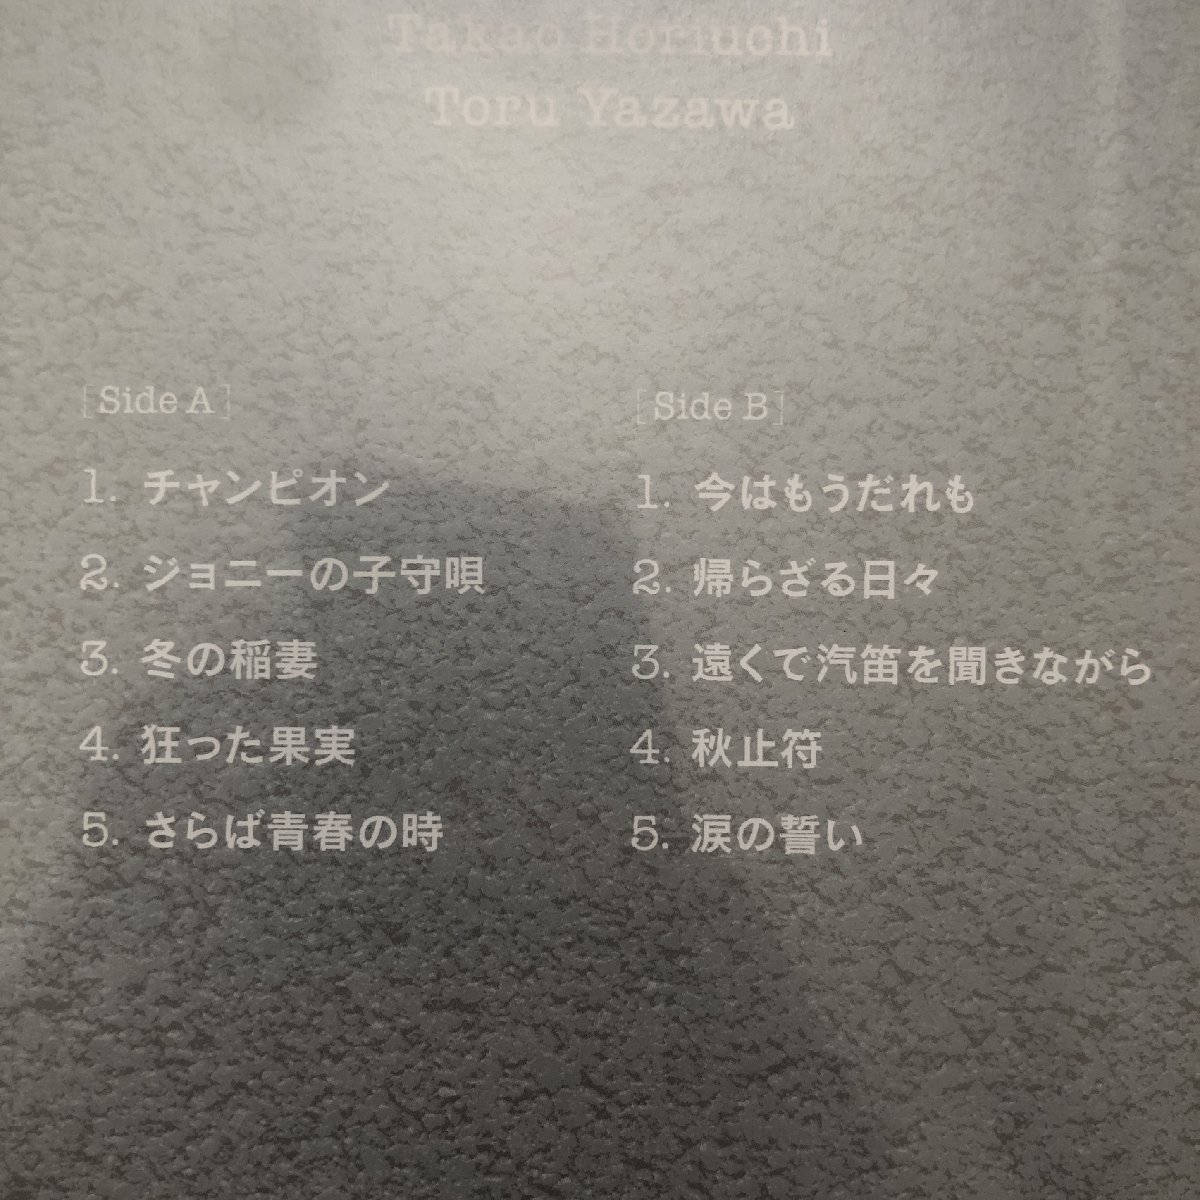 Takao Horiuchi
Toru Yazawa
[Side A]
1. チャンピオン
2. ジョニーの子守唄
3. 冬の稲妻
4. 狂った果実
5. さらば青春の時
[Side B]
1. 今はもうだれも
2. 帰らざる日々
3. 遠くで汽笛を聞きながら
4. 秋止符
5. 涙の誓い